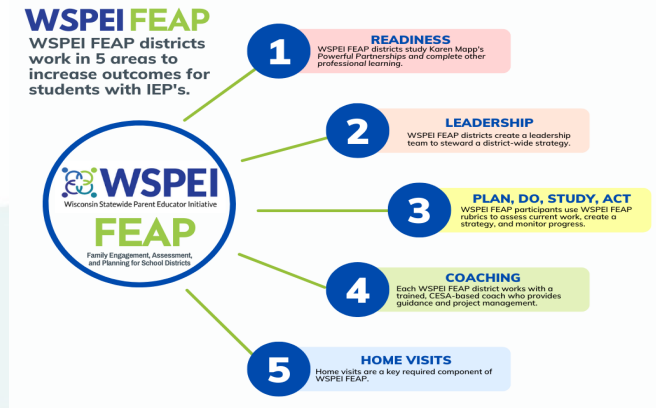 WSPEI FEAP
WSPEI FEAP districts
work in 5 areas to
increase outcomes for
students with IEP's.
1
READINESS
WSPEI FEAP districts study Karen Mapp's
Powerful Partnerships and complete other
professional learning.
2
LEADERSHIP
WSPEI FEAP districts create a leadership
team to steward a district-wide strategy.
WSPEI
Wisconsin Statewide Parent Educator Initiative
FEAP
Family Engagement, Assessment,
and Planning for School Districts
3
PLAN, DO, STUDY, ACT
WSPEI FEAP participants use WSPEI FEAP
rubrics to assess current work, create a
strategy, and monitor progress.
4
COACHING
Each WSPEI FEAP district works with a
trained, CESA-based coach who provides
guidance and project management.
5
HOME VISITS
Home visits are a key required component of
WSPEI FEAP.